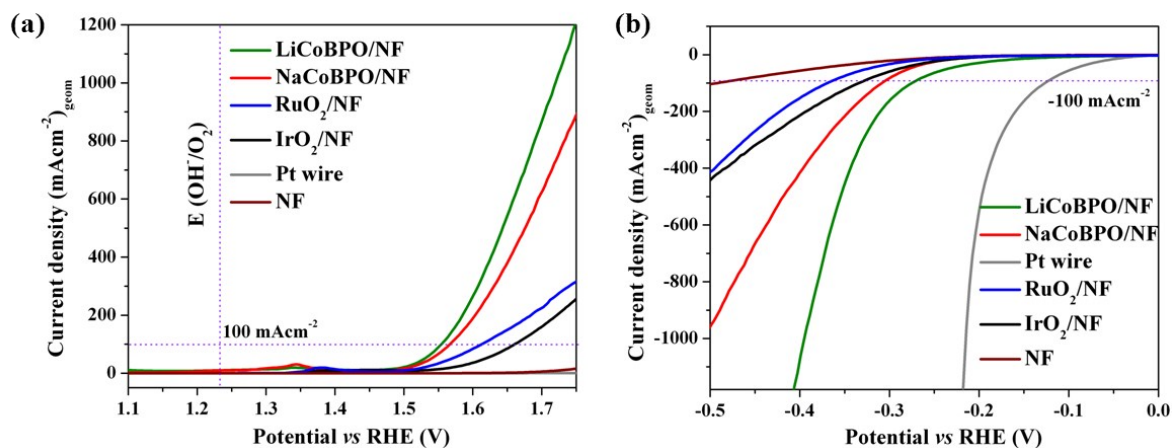 (a)
Current density (mAcm⁻²)geom
1200
1000
800
600
400
200
0
E (OH⁻/O₂)
LiCoBPO/NF
NaCoBPO/NF
RuO₂/NF
IrO₂/NF
Pt wire
NF
100 mAcm⁻²
1.1 1.2 1.3 1.4 1.5 1.6 1.7
Potential vs RHE (V)
(b)
Current density (mAcm⁻²)geom
0
-200
-400
-600
-800
-1000
-100 mAcm⁻²
LiCoBPO/NF
NaCoBPO/NF
Pt wire
RuO₂/NF
IrO₂/NF
NF
-0.5 -0.4 -0.3 -0.2 -0.1 0.0
Potential vs RHE (V)